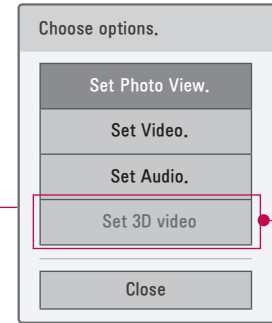 Choose options.
Set Photo View.
Set Video.
Set Audio.
Set 3D video
Close